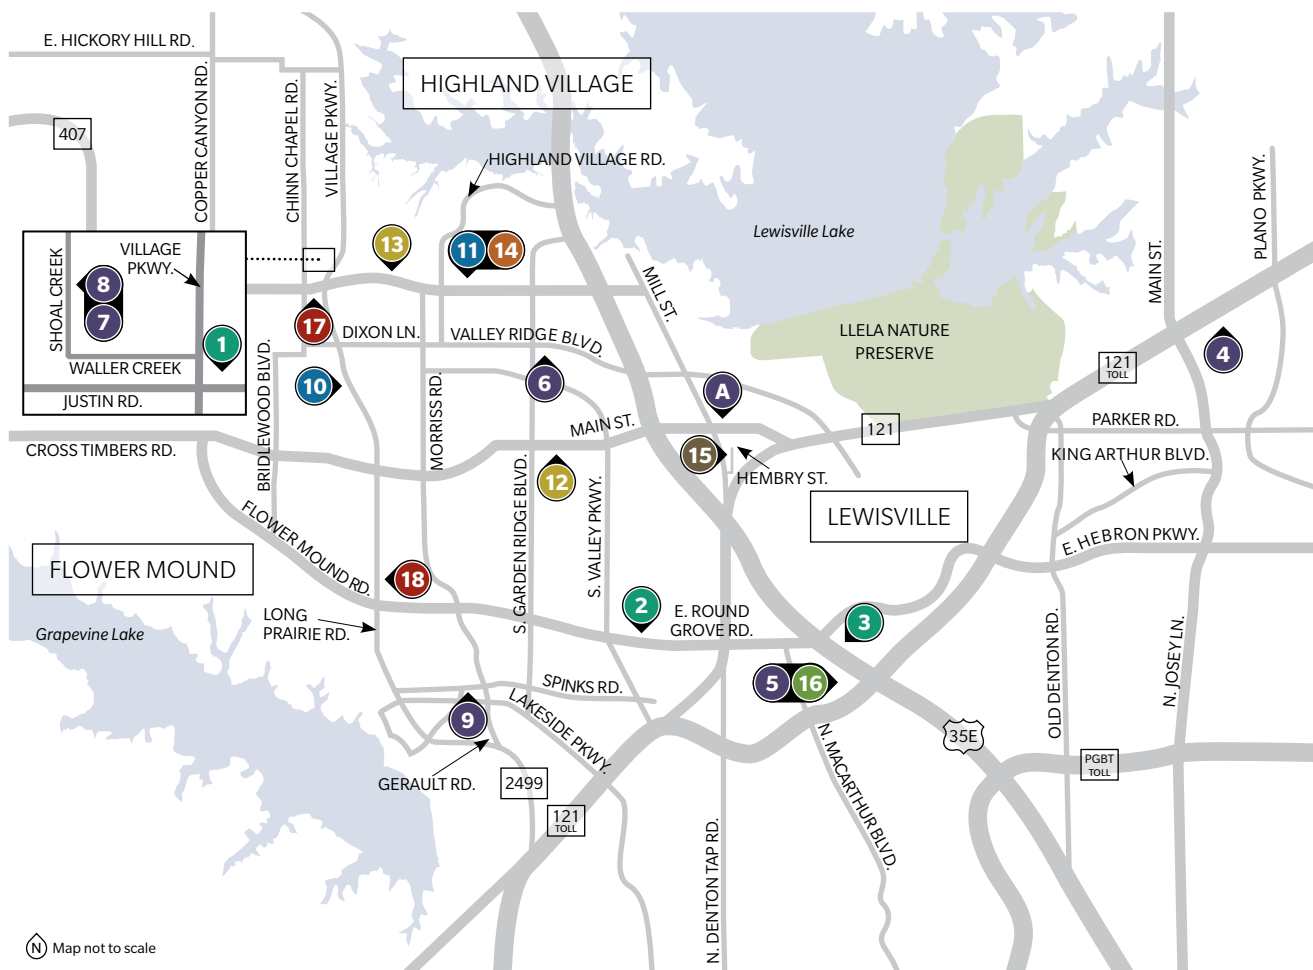 E. HICKORY HILL RD.
HIGHLAND VILLAGE
407
COPPER CANYON RD.
CHINN CHAPEL RD.
VILLAGE PKWY.
HIGHLAND VILLAGE RD.
PLANO PKWY.
MAIN ST.
Lewisville Lake
13
11
14
SHOAL CREEK
VILLAGE
PKWY.
8
7
1
WALLER CREEK
JUSTIN RD.
MILL ST.
17
DIXON LN.
VALLEY RIDGE BLVD.
LLELA NATURE
PRESERVE
4
121
TOLL
10
6
A
BRIDLEWOOD BLVD.
MORRISS RD.
MAIN ST.
121
PARKER RD.
CROSS TIMBERS RD.
15
KING ARTHUR BLVD.
HEMBRY ST.
12
S. GARDEN RIDGE BLVD.
S. VALLEY PKWY.
LEWISVILLE
FLOWER MOUND RD.
E. HEBRON PKWY.
FLOWER MOUND
18
2
E. ROUND
GROVE RD.
3
LONG
PRAIRIE RD.
Grapevine Lake
OLD DENTON RD.
N. JOSEY LN.
5
16
SPINKS RD.
LAKESIDE PKWY.
9
35E
N. MACARTHUR BLVD.
PGBT
TOLL
GERAULT RD.
2499
121
TOLL
N. DENTON TAP RD.
N
Map not to scale